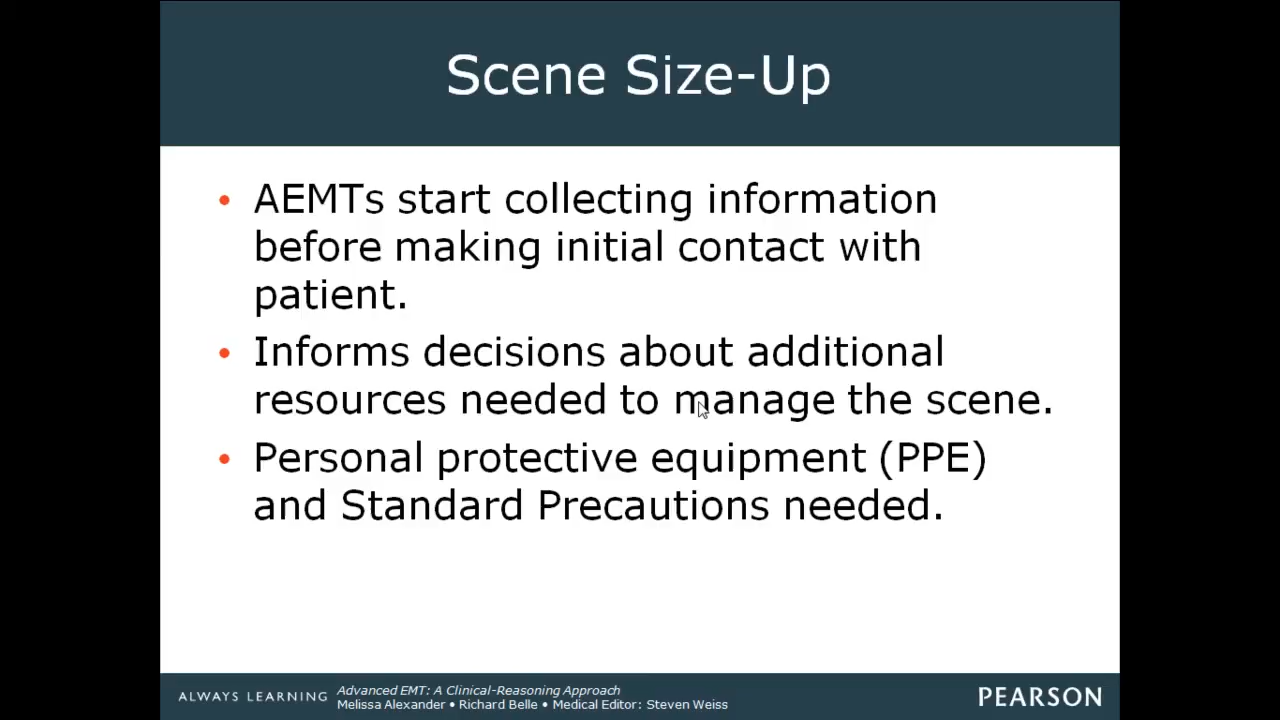 Scene Size-Up
• AEMTs start collecting information
before making initial contact with
patient.
• Informs decisions about additional
resources needed to manage the scene.
• Personal protective equipment (PPE)
and Standard Precautions needed.
ALWAYS LEARNING
Advanced EMT: A Clinical-Reasoning Approach
Melissa Alexander • Richard Belle • Medical Editor: Steven Weiss
PEARSON